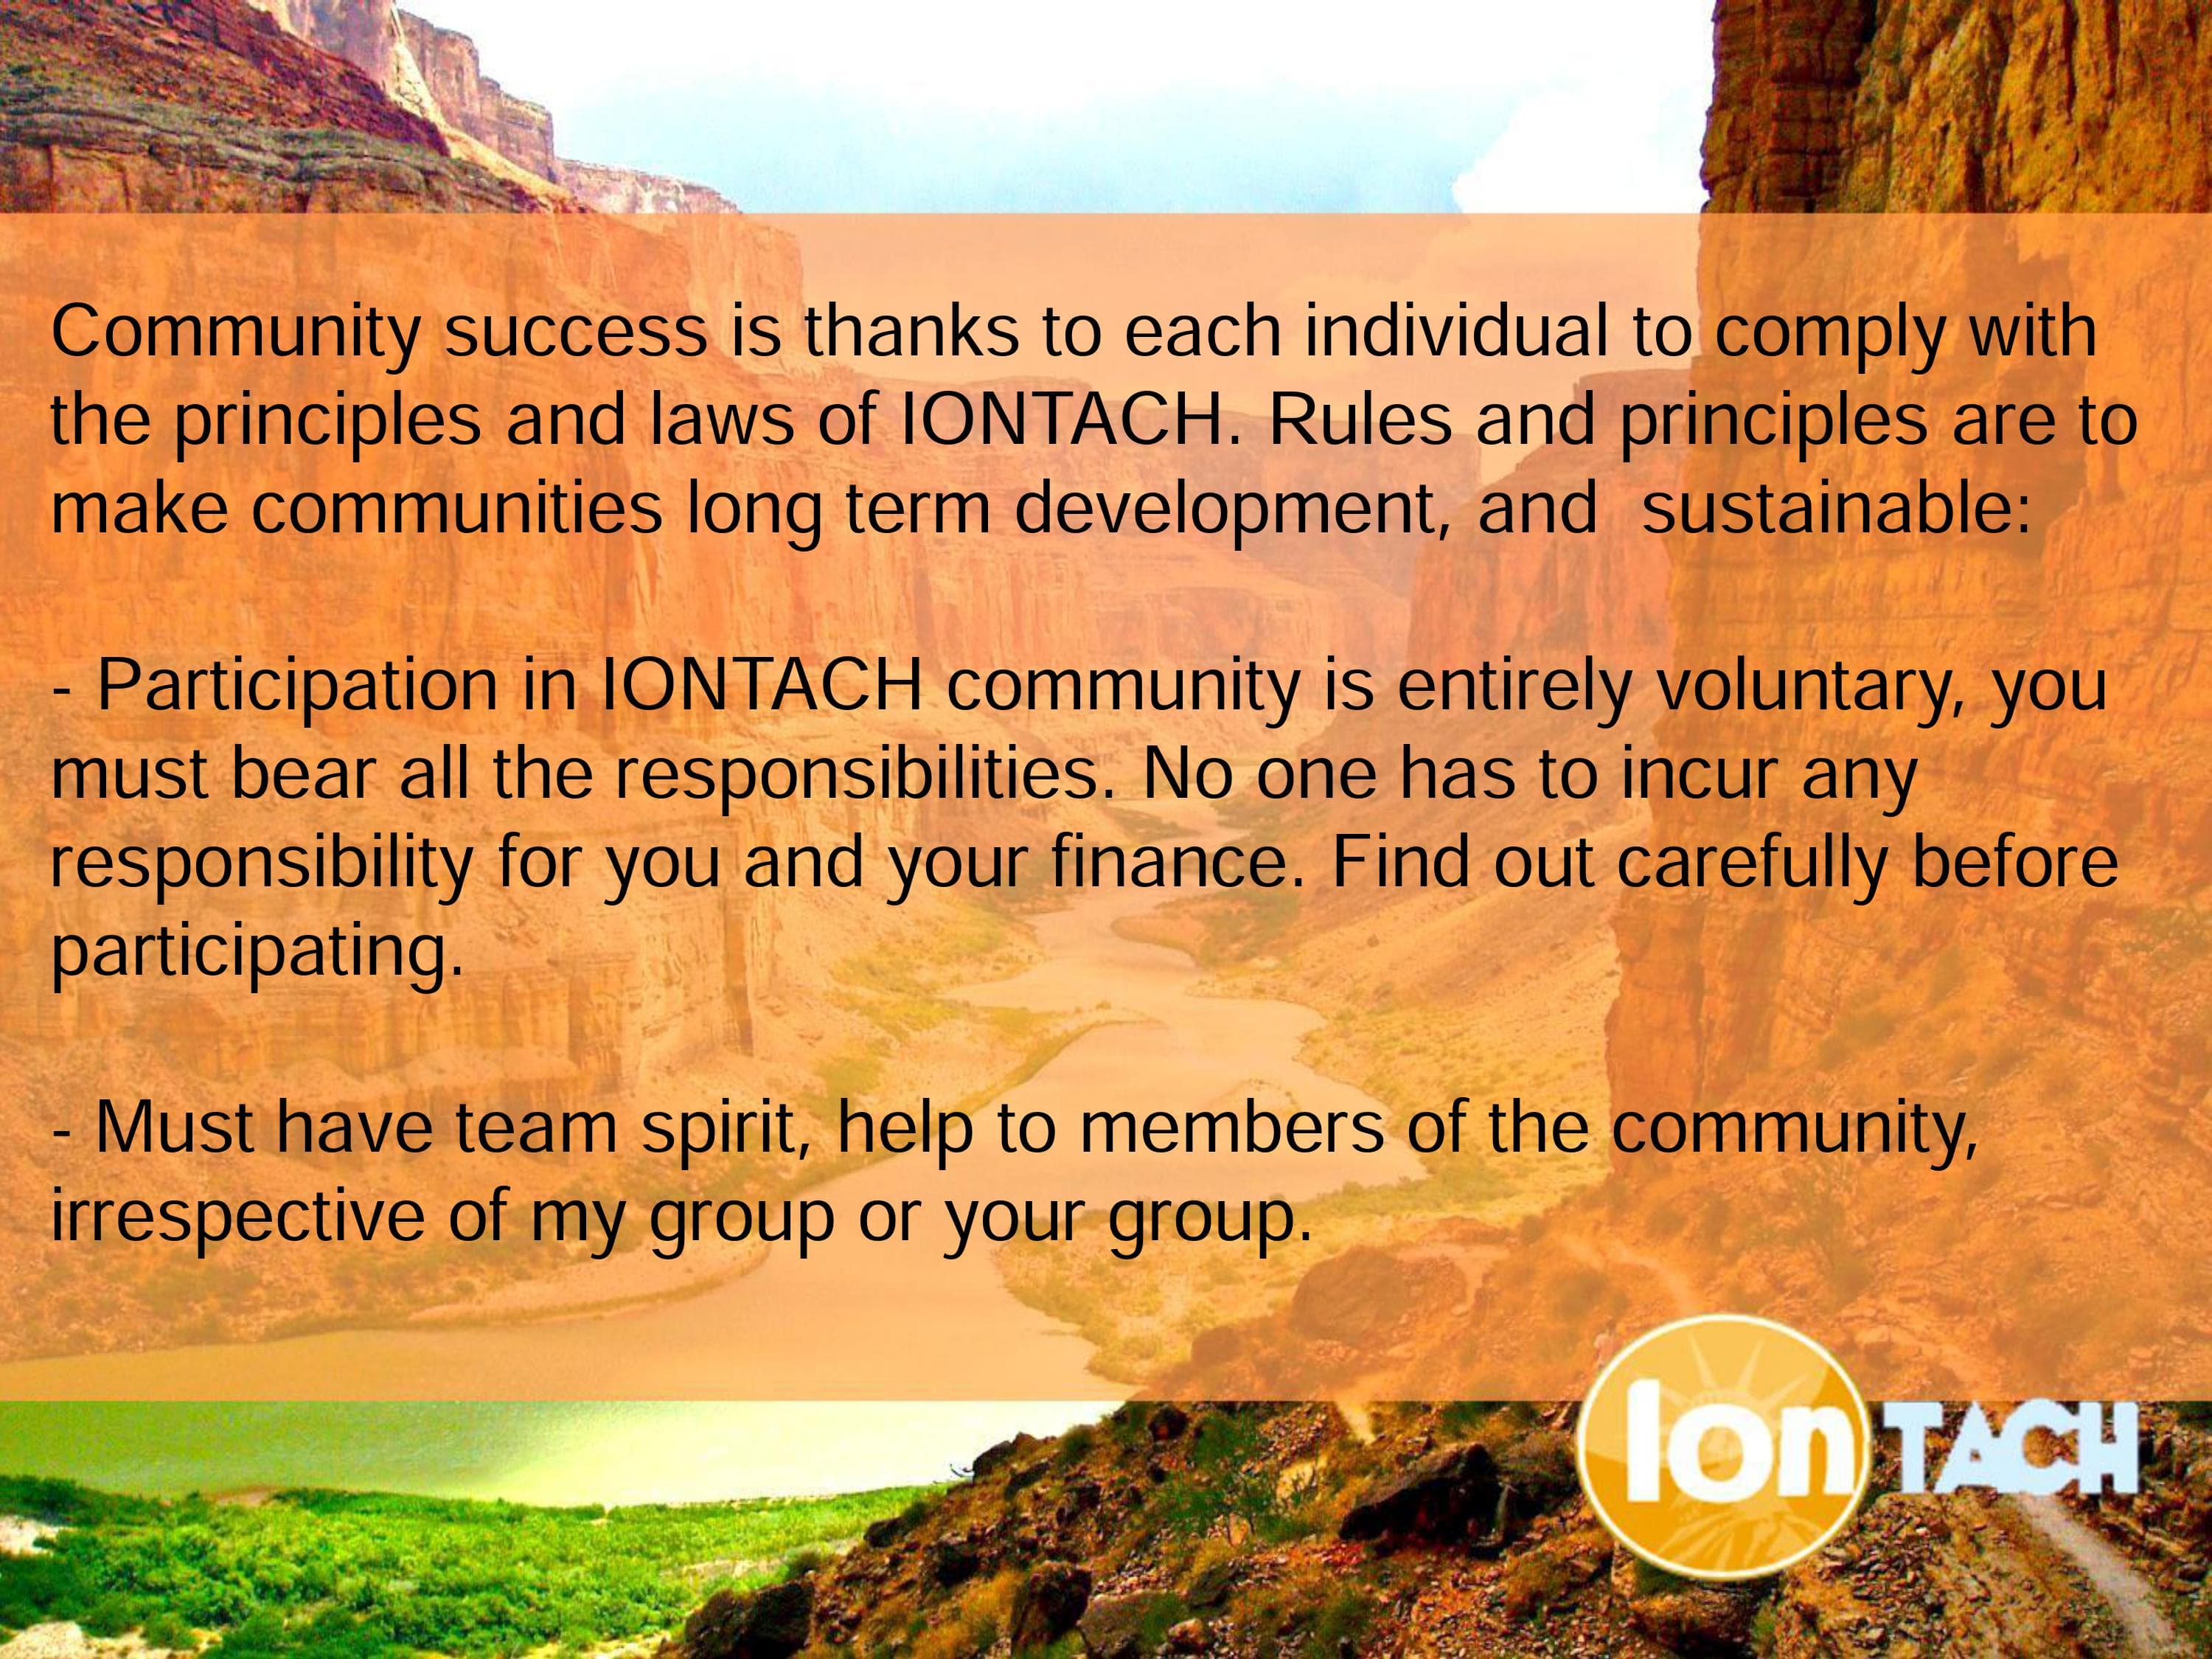 Community success is thanks to each individual to comply with
the principles and laws of IONTACH. Rules and principles are to
make communities long term development, and  sustainable:
- Participation in IONTACH community is entirely voluntary, you
must bear all the responsibilities. No one has to incur any
responsibility for you and your finance. Find out carefully before
participating.
- Must have team spirit, help to members of the community,
irrespective of my group or your group.
Ion TACH